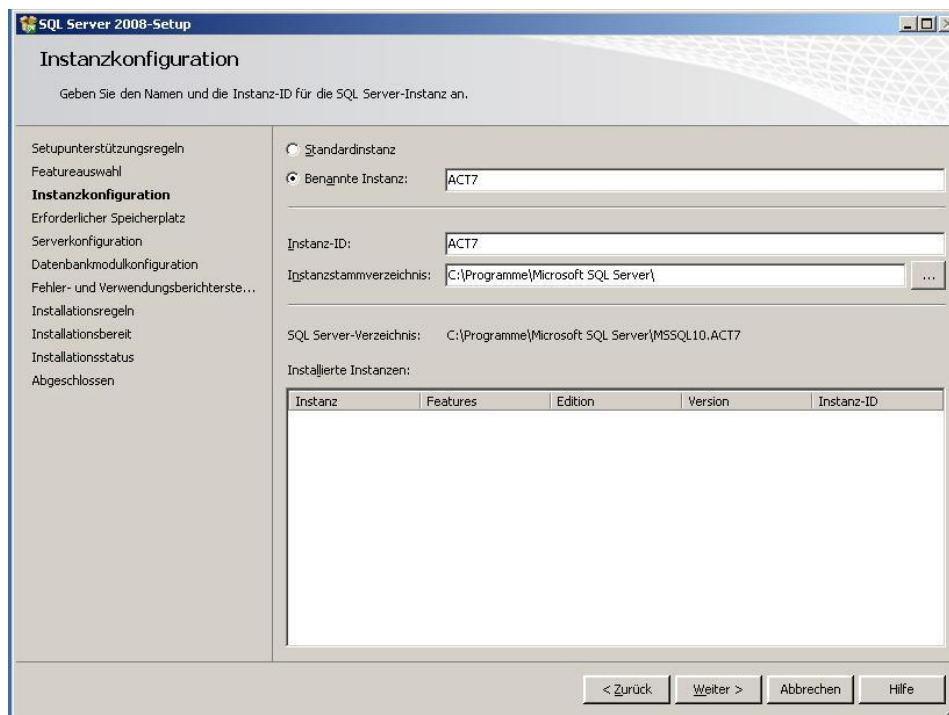 SQL Server 2008-Setup
Instanzkonfiguration
Geben Sie den Namen und die Instanz-ID für die SQL Server-Instanz an.
Setupunterstützungsregeln
Featureauswahl
Instanzkonfiguration
Erforderlicher Speicherplatz
Serverkonfiguration
Datenbankmodulkonfiguration
Fehler- und Verwendungsberichterste...
Installationsregeln
Installationsbereit
Installationsstatus
Abgeschlossen
Standardinstanz
Benannte Instanz: ACT7
Instanz-ID: ACT7
Instanzstammverzeichnis: C:\Programme\Microsoft SQL Server\ ...
SQL Server-Verzeichnis: C:\Programme\Microsoft SQL Server\MSSQL10.ACT7
Installierte Instanzen:
Instanz Features Edition Version Instanz-ID
< Zurück Weiter > Abbrechen Hilfe